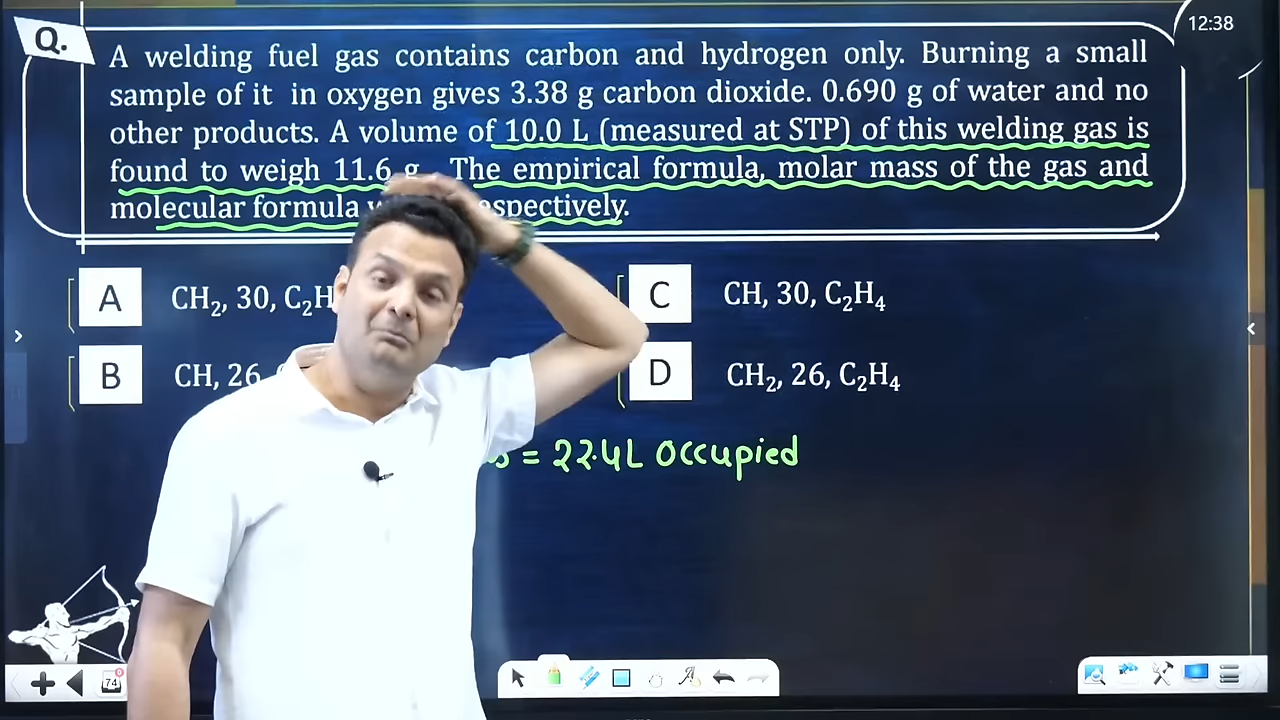 12:38
Q.
A welding fuel gas contains carbon and hydrogen only. Burning a small
sample of it in oxygen gives 3.38 g carbon dioxide. 0.690 g of water and no
other products. A volume of 10.0 L (measured at STP) of this welding gas is
found to weigh 11.6 g The empirical formula, molar mass of the gas and
molecular formula
A CH₂, 30, C₂H
C CH, 30, C₂H₄
B CH, 26,
D CH₂, 26, C₂H₄
= 22.4L Occupied
74